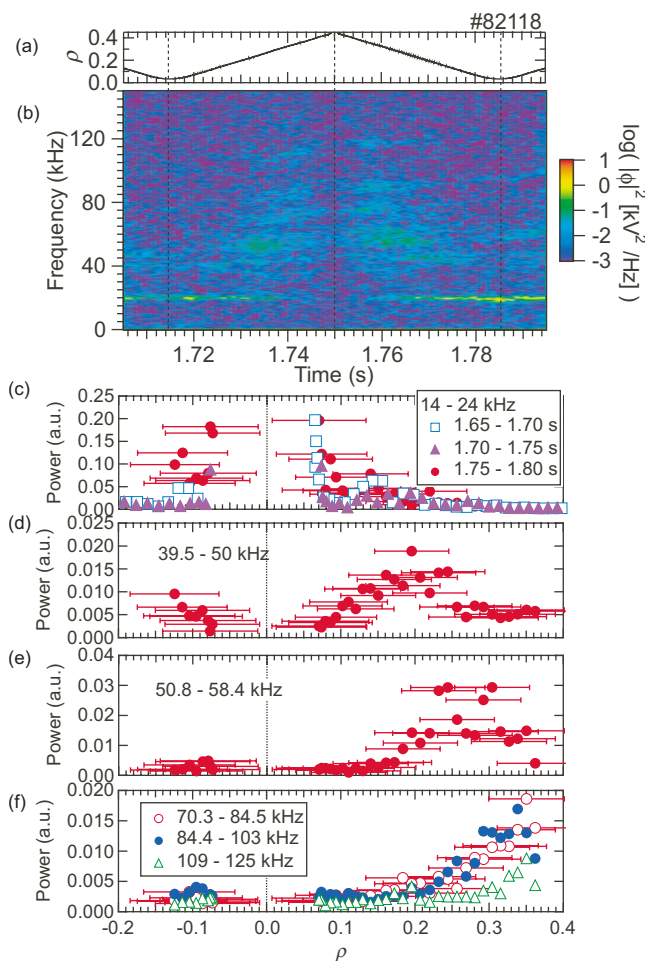 #82118
(a)
ρ
0.4
0.2
0.0
(b)
Frequency (kHz)
120
80
40
0
1.72
1.74
1.76
1.78
Time (s)
1
0
-1
-2
-3
log( |ϕ|^2 [kV^2/Hz] )
(c)
Power (a.u.)
0.25
0.20
0.15
0.10
0.05
0.00
14 - 24 kHz
1.65 - 1.70 s
1.70 - 1.75 s
1.75 - 1.80 s
(d)
Power (a.u.)
0.025
0.020
0.015
0.010
0.005
0.000
39.5 - 50 kHz
(e)
Power (a.u.)
0.04
0.03
0.02
0.01
0.00
50.8 - 58.4 kHz
(f)
Power (a.u.)
0.020
0.015
0.010
0.005
0.000
70.3 - 84.5 kHz
84.4 - 103 kHz
109 - 125 kHz
-0.2 -0.1 0.0 0.1 0.2 0.3 0.4
ρ